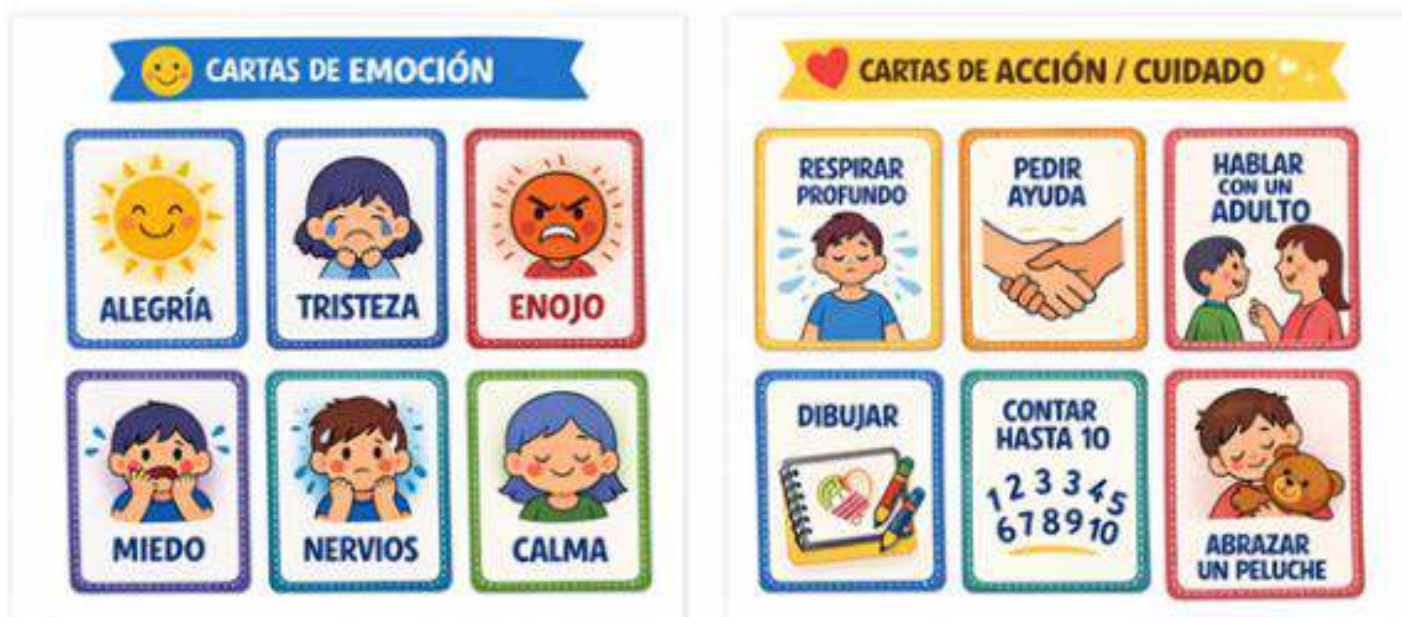 CARTAS DE EMOCIÓN
ALEGRÍA
TRISTEZA
ENOJO
MIEDO
NERVIOS
CALMA
CARTAS DE ACCIÓN / CUIDADO
RESPIRAR
PROFUNDO
PEDIR
AYUDA
HABLAR
CON UN
ADULTO
DIBUJAR
CONTAR
HASTA 10
1 2 3 3 4 5
6 7 8 9 10
ABRAZAR
UN PELUCHE